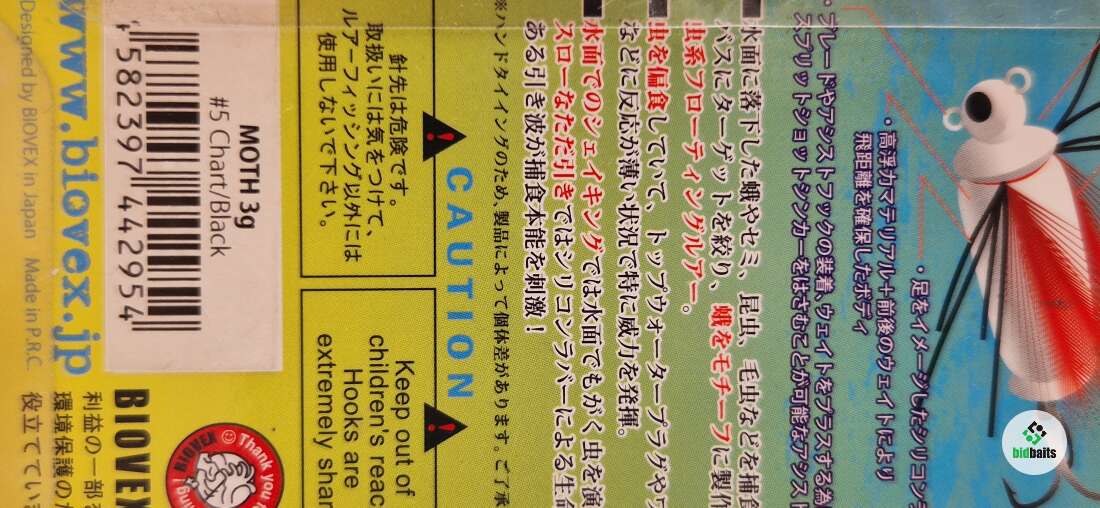 ・ブレードやアシストフックの装着、ウェイトをプラスする為
スプリットショットシンカーをはさむことが可能なアシスト
・高浮力マテリアル＋前後のウェイトにより
飛距離を確保したボディ
・足をイメージしたシリコンラ
水面に落下した蛾やセミ、昆虫、毛虫などを捕食
バスにターゲットを絞り、蛾をモチーフに製作
虫系フローティングルアー。
虫を偏食していて、トップウォータープラグやワ
などに反応が薄い状況で特に威力を発揮。
水面でのシェイキングでは水面でもがく虫を演
スローなただ引きではシリコンラバーによる生命
ある引き波が捕食本能を刺激！
※ハンドタイイングのため、製品によって個体差があります。ご了承
CAUTION
針先は危険です。
取扱いには気をつけて、
ルアーフィッシング以外には
使用しないで下さい。
Keep out of
children's reac
Hooks are
extremely shar
MOTH 3g
#5 Chart/Black
4582397442954
www.biovex.jp
Designed by BIOVEX in Japan Made in P.R.C
BIOVEX
利益の一部を
環境保護の
役立ててい
Thank you f
BIOVEX
bidbaits